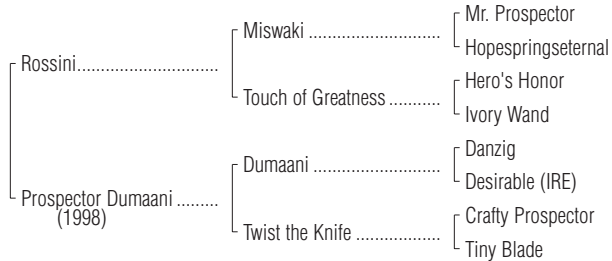 Mr. Prospector
Miswaki ........................................
Hopespringseternal
Rossini...........................................
Hero's Honor
Touch of Greatness ...............
Ivory Wand
Danzig
Dumaani ......................................
Desirable (IRE)
Prospector Dumaani ............
(1998)
Crafty Prospector
Twist the Knife .........................
Tiny Blade